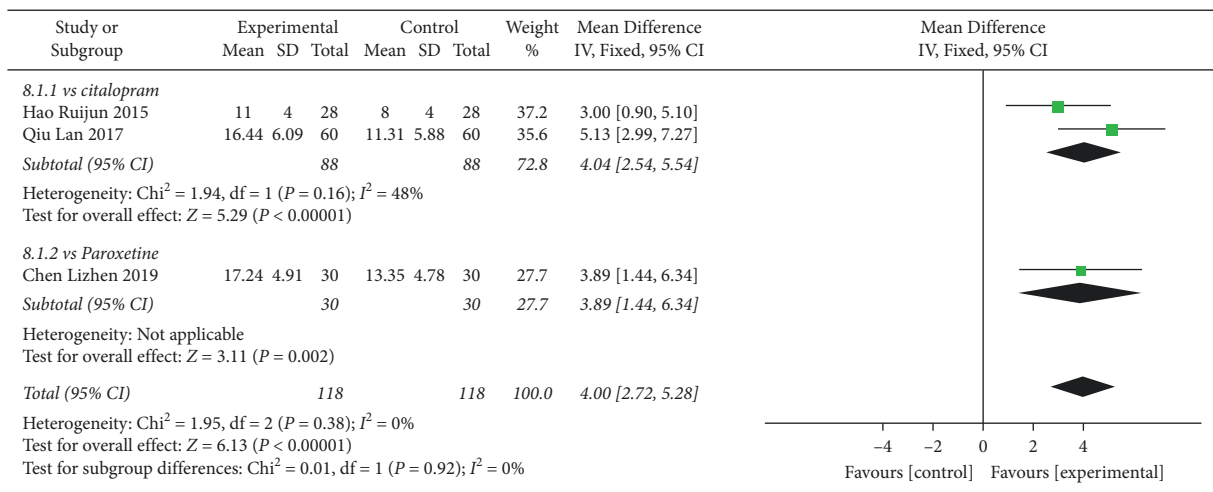 Study or Experimental Control Weight Mean Difference Mean Difference
Subgroup Mean SD Total Mean SD Total % IV, Fixed, 95% CI IV, Fixed, 95% CI
8.1.1 vs citalopram
Hao Ruijun 2015 11 4 28 8 4 28 37.2 3.00 [0.90, 5.10]
Qiu Lan 2017 16.44 6.09 60 11.31 5.88 60 35.6 5.13 [2.99, 7.27]
Subtotal (95% CI) 88 88 72.8 4.04 [2.54, 5.54]
Heterogeneity: Chi² = 1.94, df = 1 (P = 0.16); I² = 48%
Test for overall effect: Z = 5.29 (P < 0.00001)
8.1.2 vs Paroxetine
Chen Lizhen 2019 17.24 4.91 30 13.35 4.78 30 27.7 3.89 [1.44, 6.34]
Subtotal (95% CI) 30 30 27.7 3.89 [1.44, 6.34]
Heterogeneity: Not applicable
Test for overall effect: Z = 3.11 (P = 0.002)
Total (95% CI) 118 118 100.0 4.00 [2.72, 5.28]
Heterogeneity: Chi² = 1.95, df = 2 (P = 0.38); I² = 0%
Test for overall effect: Z = 6.13 (P < 0.00001)
Test for subgroup differences: Chi² = 0.01, df = 1 (P = 0.92); I² = 0%
−4 −2 0 2 4
Favours [control] Favours [experimental]